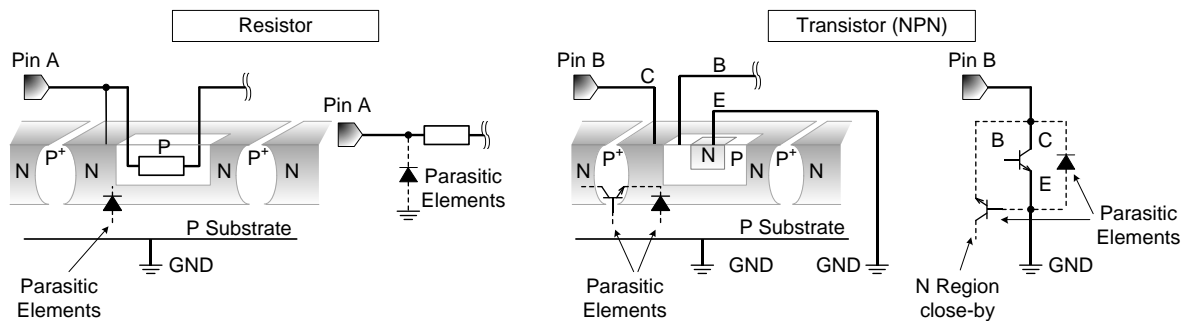 Resistor
Pin A
N
P+
N
P
N
P+
N
Parasitic
Elements
P Substrate
GND
Pin A
Parasitic
Elements
Transistor (NPN)
Pin B
C
B
E
N
P+
N
N
P
P+
N
N
P Substrate
GND
GND
Parasitic
Elements
Pin B
B
C
E
Parasitic
Elements
GND
N Region
close-by